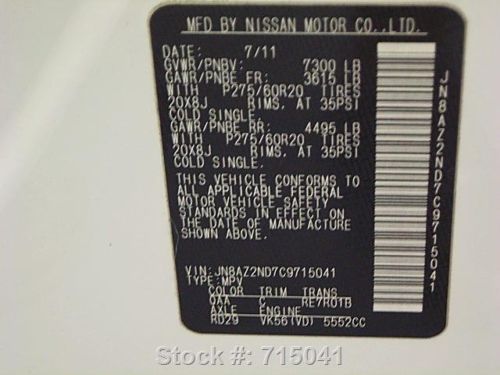 MFD BY NISSAN MOTOR CO.,LTD.
DATE: 7/11
GVWR/PNBV: 7300 LB
GAWR/PNBE FR: 3615 LB
WITH P275/60R20 TIRES
20X8J RIMS, AT 35PSI
COLD SINGLE.
GAWR/PNBE RR: 4495 LB
WITH P275/60R20 TIRES
20X8J RIMS, AT 35PSI
COLD SINGLE.
THIS VEHICLE CONFORMS TO
ALL APPLICABLE FEDERAL
MOTOR VEHICLE SAFETY
STANDARDS IN EFFECT ON
THE DATE OF MANUFACTURE
SHOWN ABOVE.
VIN:JN8AZ2ND7C9715041
TYPE:MPV
COLOR TRIM TRANS
QAA C RE7R01B
AXLE ENGINE
RD29 VK56(VD) 5552CC
JN8AZ2ND7C9715041
Stock #: 715041